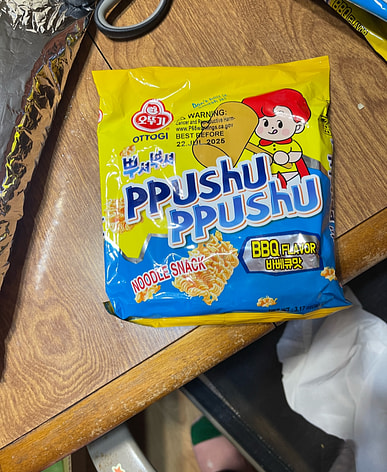 오뚜기
OTTOGI
WARNING:
Cancer and Reproductive Harm-
www.P65warnings.ca.gov
BEST BEFORE
22.JUL.2025
뿌셔뿌셔
PPUSHU
PPUSHU
BBQ FLAVOR
바베큐맛
NOODLE SNACK